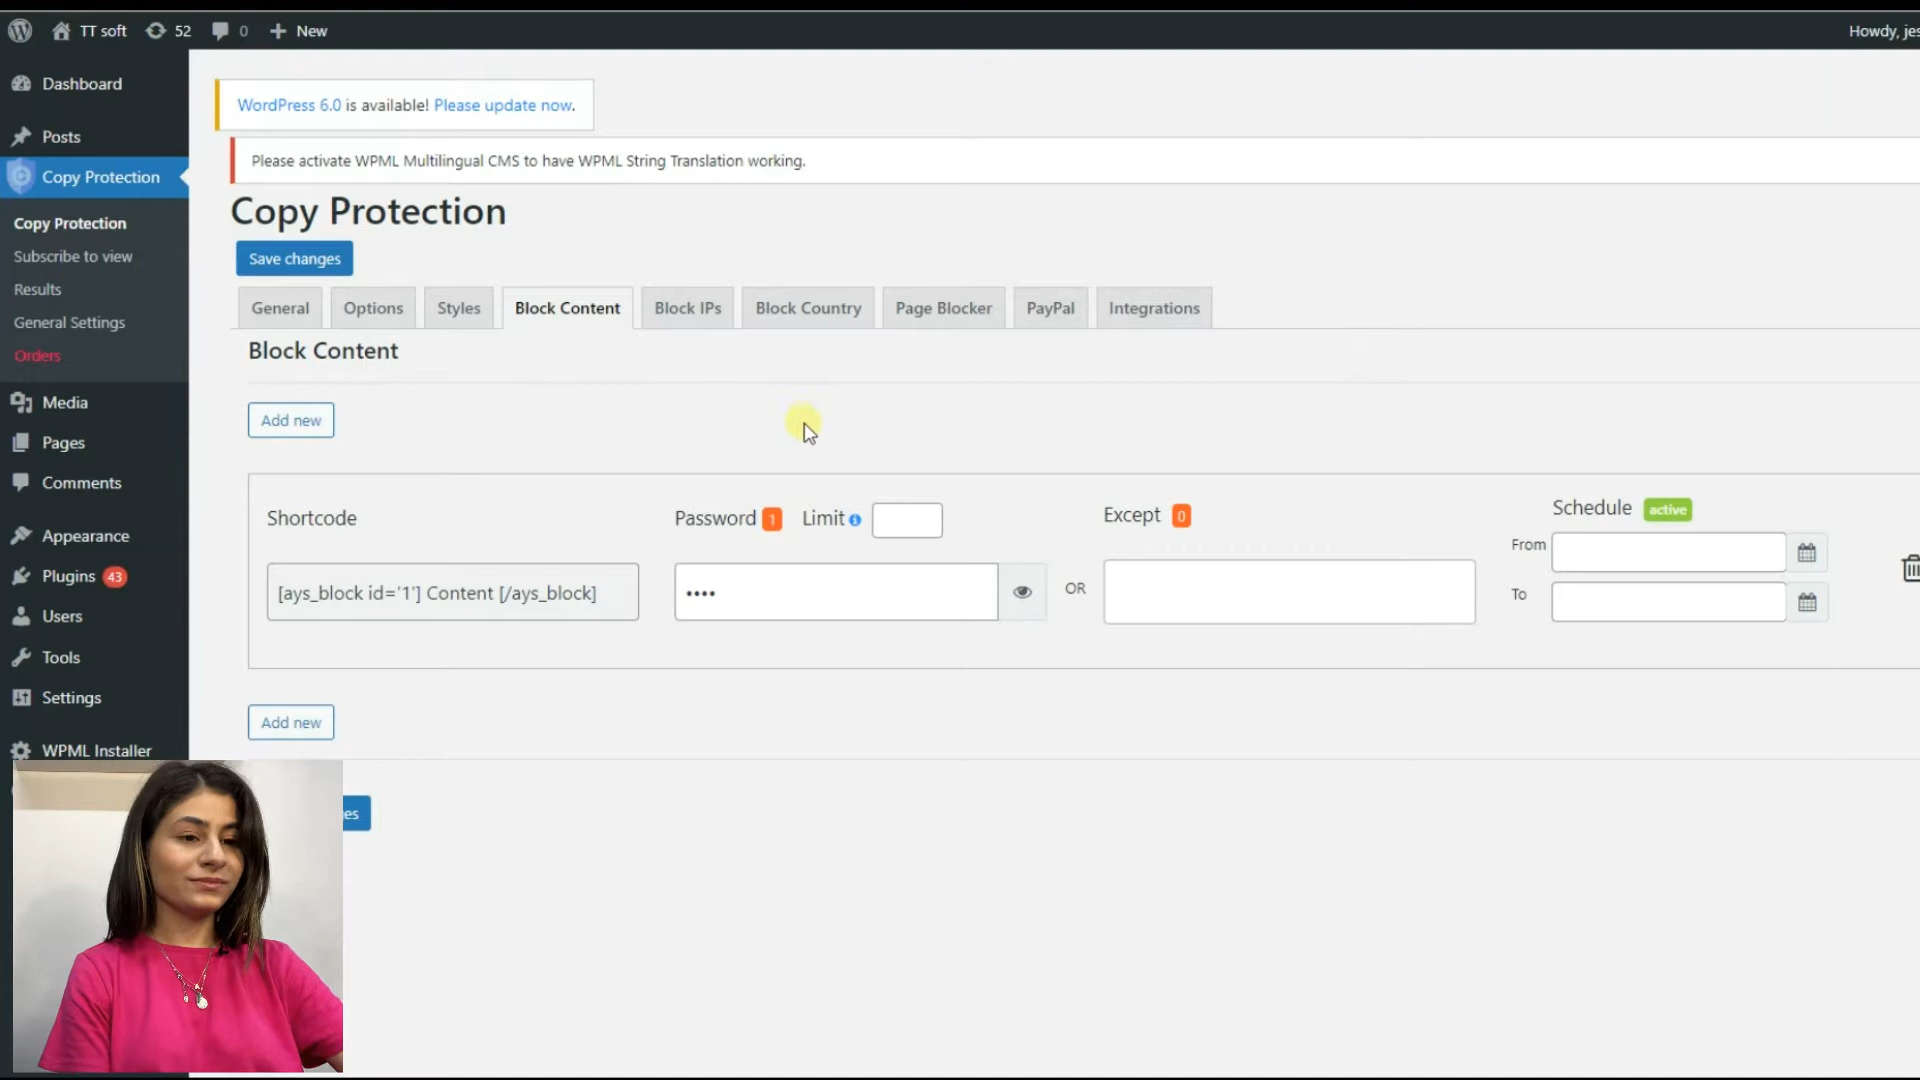 TT soft 52 0 New
Howdy, jes
Dashboard
Posts
Copy Protection
Copy Protection
Subscribe to view
Results
General Settings
Orders
Media
Pages
Comments
Appearance
Plugins 43
Users
Tools
Settings
WPML Installer
WordPress 6.0 is available! Please update now.
Please activate WPML Multilingual CMS to have WPML String Translation working.
Copy Protection
Save changes
General Options Styles Block Content Block IPs Block Country Page Blocker PayPal Integrations
Block Content
Add new
Shortcode
[ays_block id='1'] Content [/ays_block]
Password 1 Limit
••••
OR
Except 0
Schedule active
From
To
Add new
es